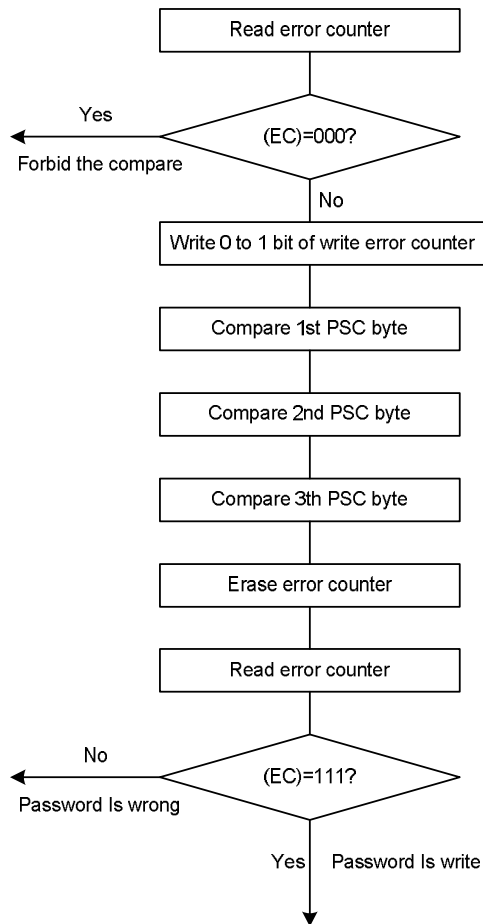 Read error counter
Yes
(EC)=000?
Forbid the compare
No
Write 0 to 1 bit of write error counter
Compare 1st PSC byte
Compare 2nd PSC byte
Compare 3th PSC byte
Erase error counter
Read error counter
No
(EC)=111?
Password Is wrong
Yes Password Is write